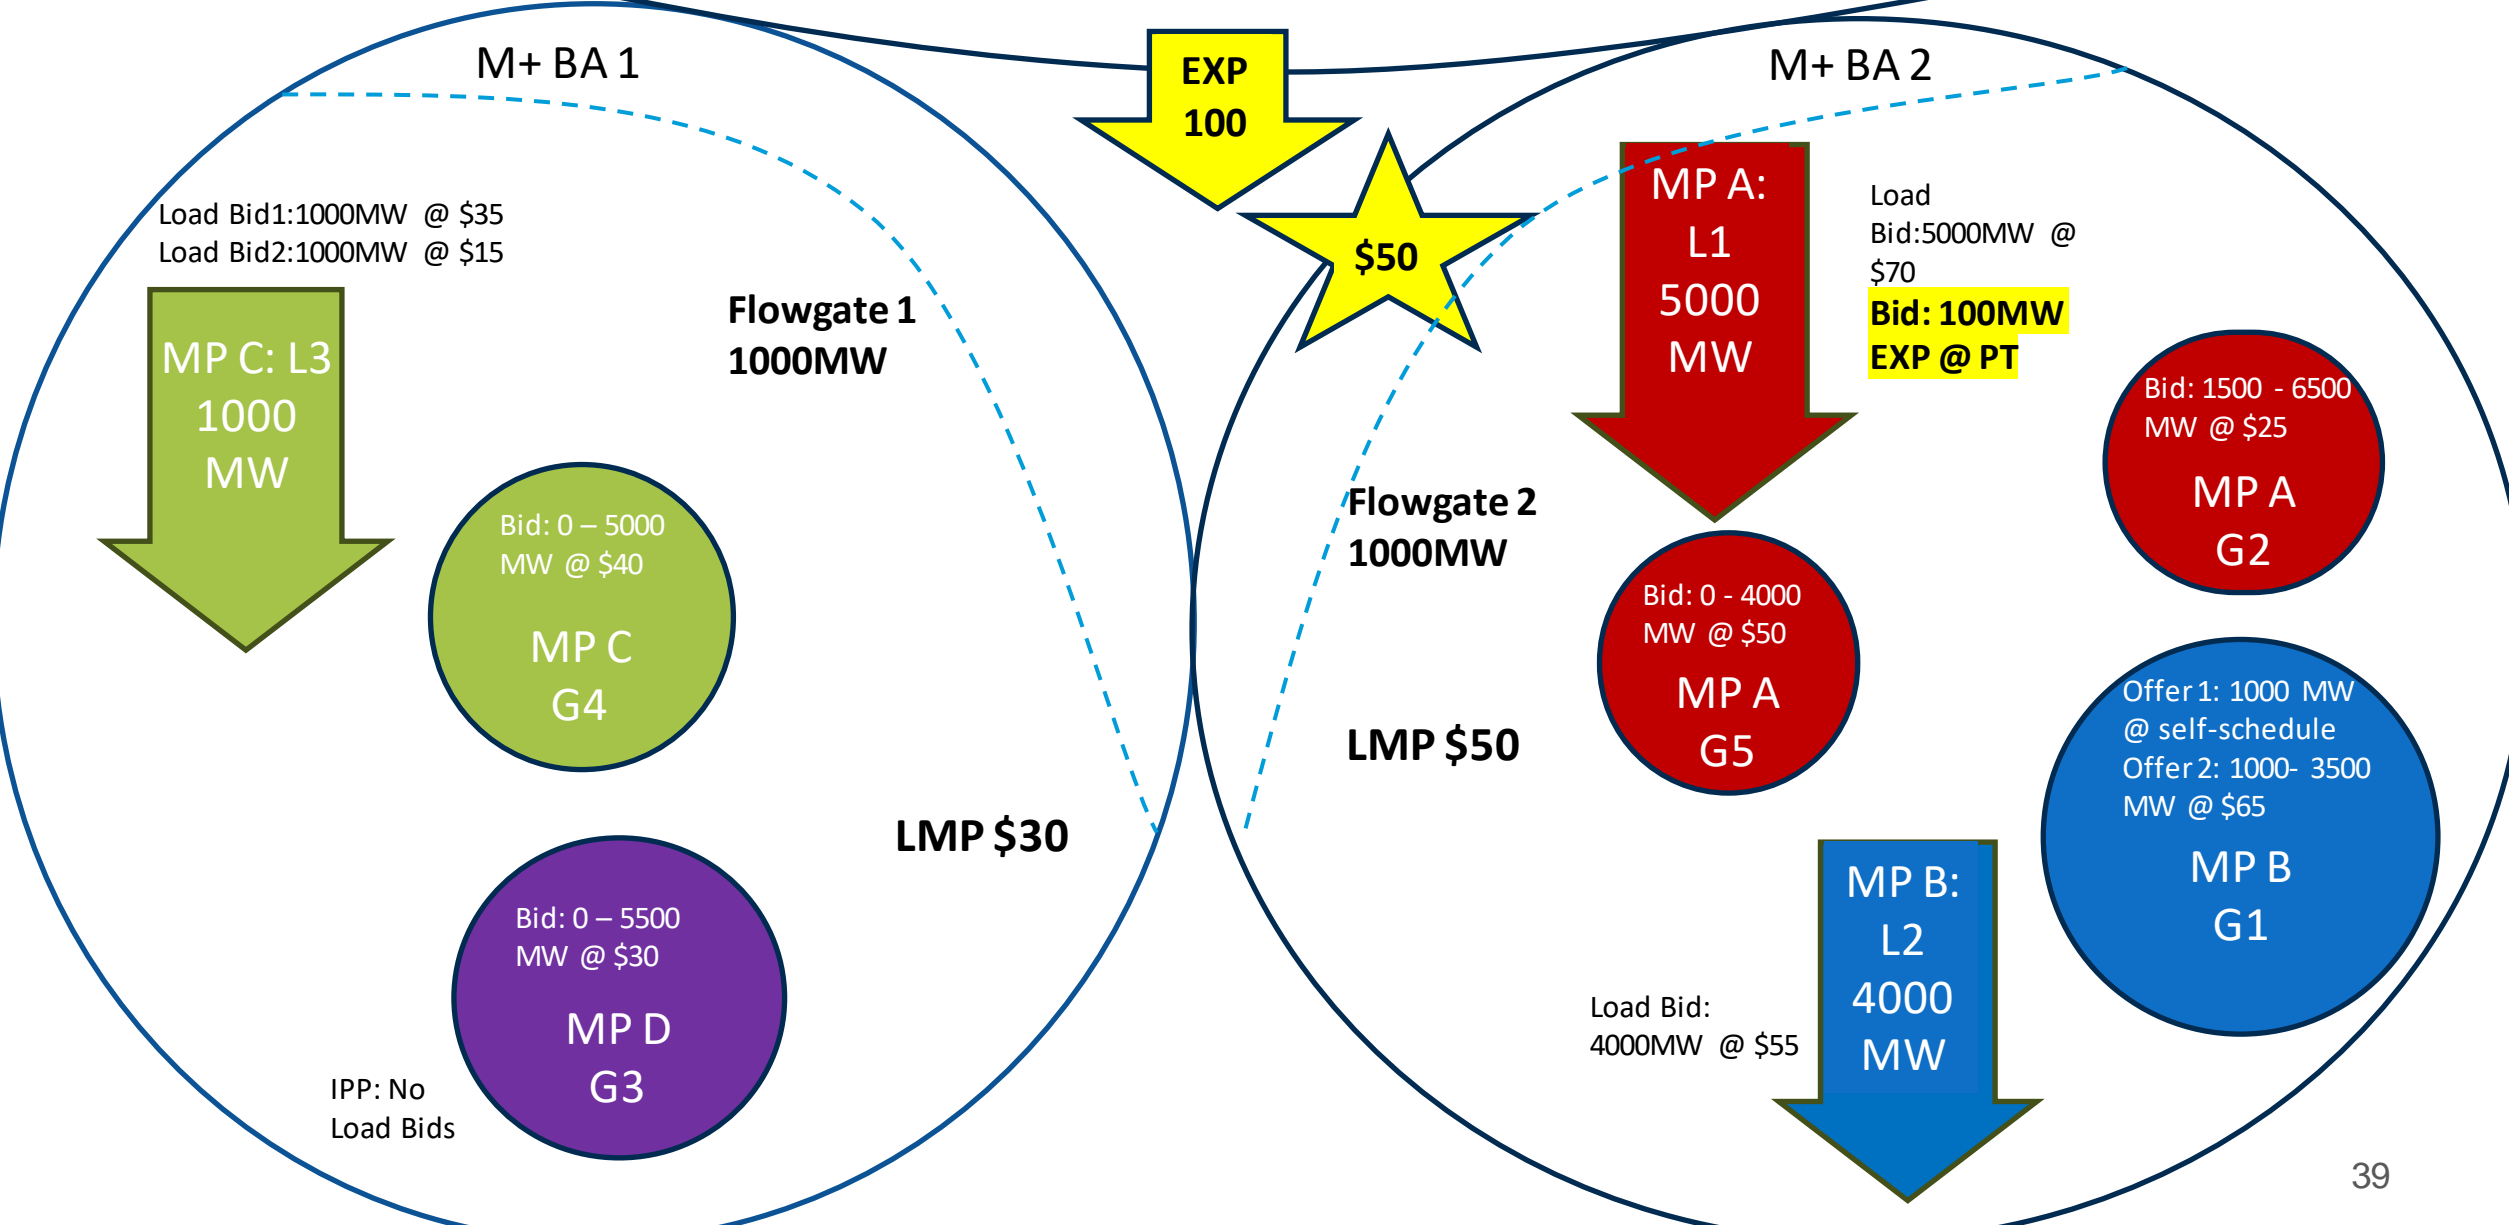 M+ BA 1
EXP
100
M+ BA 2
Load Bid1:1000MW @ $35
Load Bid2:1000MW @ $15
$50
MP A:
L1
5000
MW
Load
Bid:5000MW @
$70
Bid: 100MW
EXP @ PT
Flowgate 1
1000MW
MP C: L3
1000
MW
Bid: 1500 - 6500
MW @ $25
MP A
G2
Bid: 0 – 5000
MW @ $40
MP C
G4
Flowgate 2
1000MW
Bid: 0 - 4000
MW @ $50
MP A
G5
LMP $50
Offer 1: 1000 MW
@ self-schedule
Offer 2: 1000- 3500
MW @ $65
MP B
G1
LMP $30
Bid: 0 – 5500
MW @ $30
MP D
G3
IPP: No
Load Bids
Load Bid:
4000MW @ $55
MP B:
L2
4000
MW
39